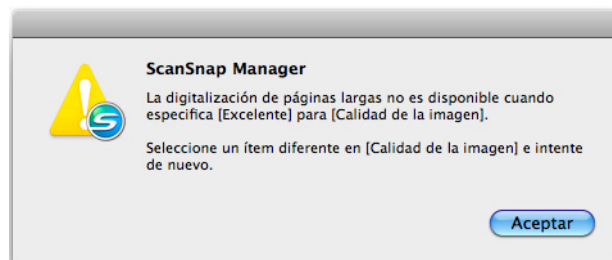 ScanSnap Manager
La digitalización de páginas largas no es disponible cuando
especifica [Excelente] para [Calidad de la imagen].
Seleccione un ítem diferente en [Calidad de la imagen] e intente
de nuevo.
Aceptar